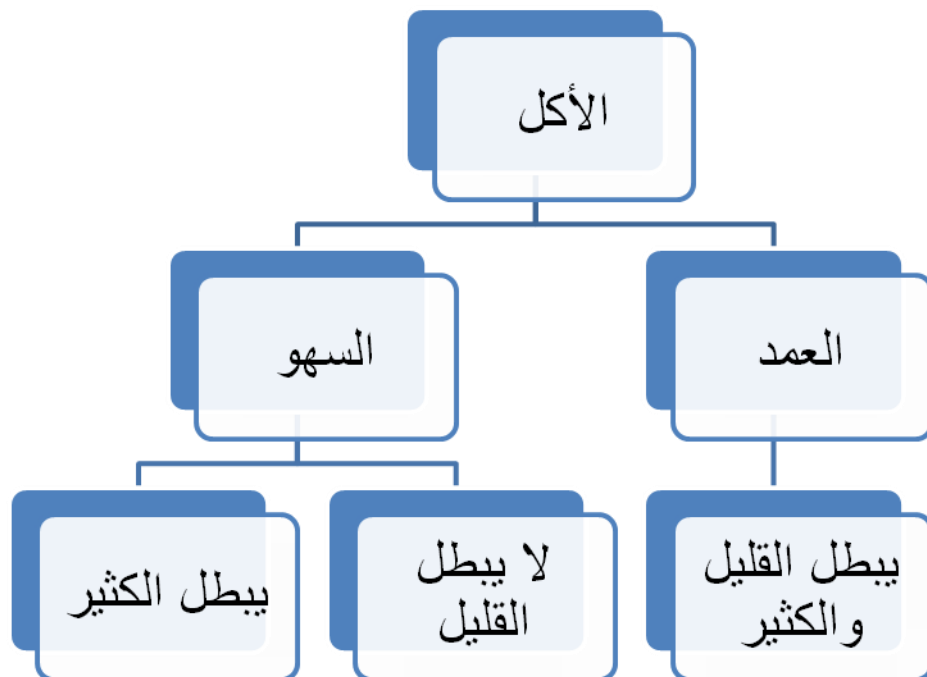 الأكل
العمد
السهو
يبطل القليل
والكثير
لا يبطل
القليل
يبطل الكثير